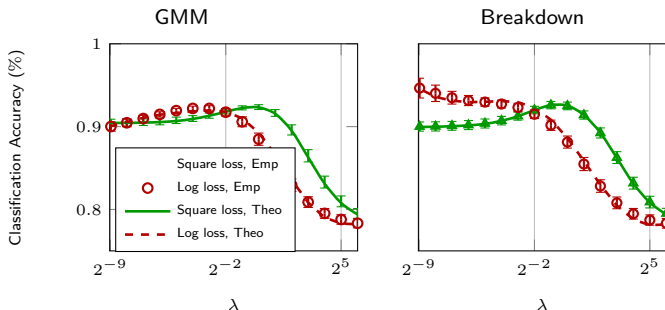 GMM
Breakdown
Classification Accuracy (%)
1
0.9
0.8
Square loss, Emp
Log loss, Emp
Square loss, Theo
Log loss, Theo
2^−9
2^−2
2^5
2^−9
2^−2
2^5
λ
λ